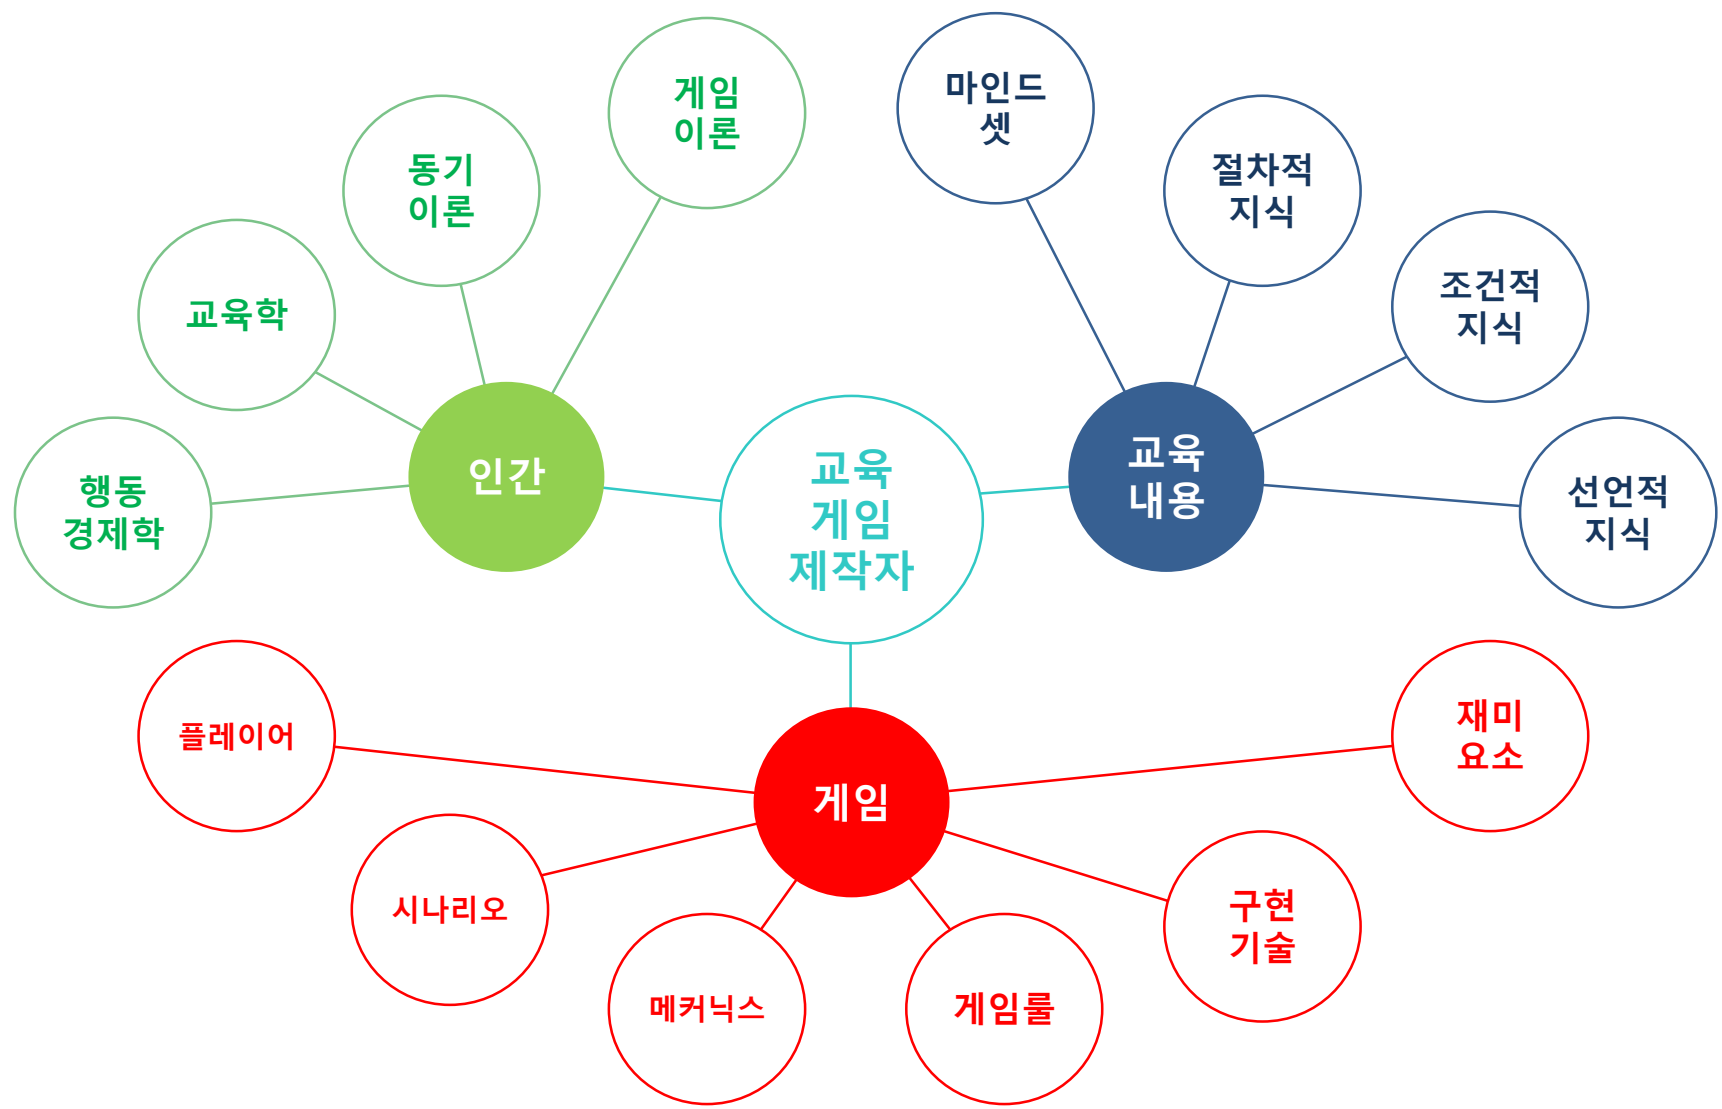 게임
이론
마인드
셋
동기
이론
절차적
지식
교육학
조건적
지식
행동
경제학
인간
교육
게임
제작자
교육
내용
선언적
지식
플레이어
게임
재미
요소
시나리오
메커닉스
게임룰
구현
기술